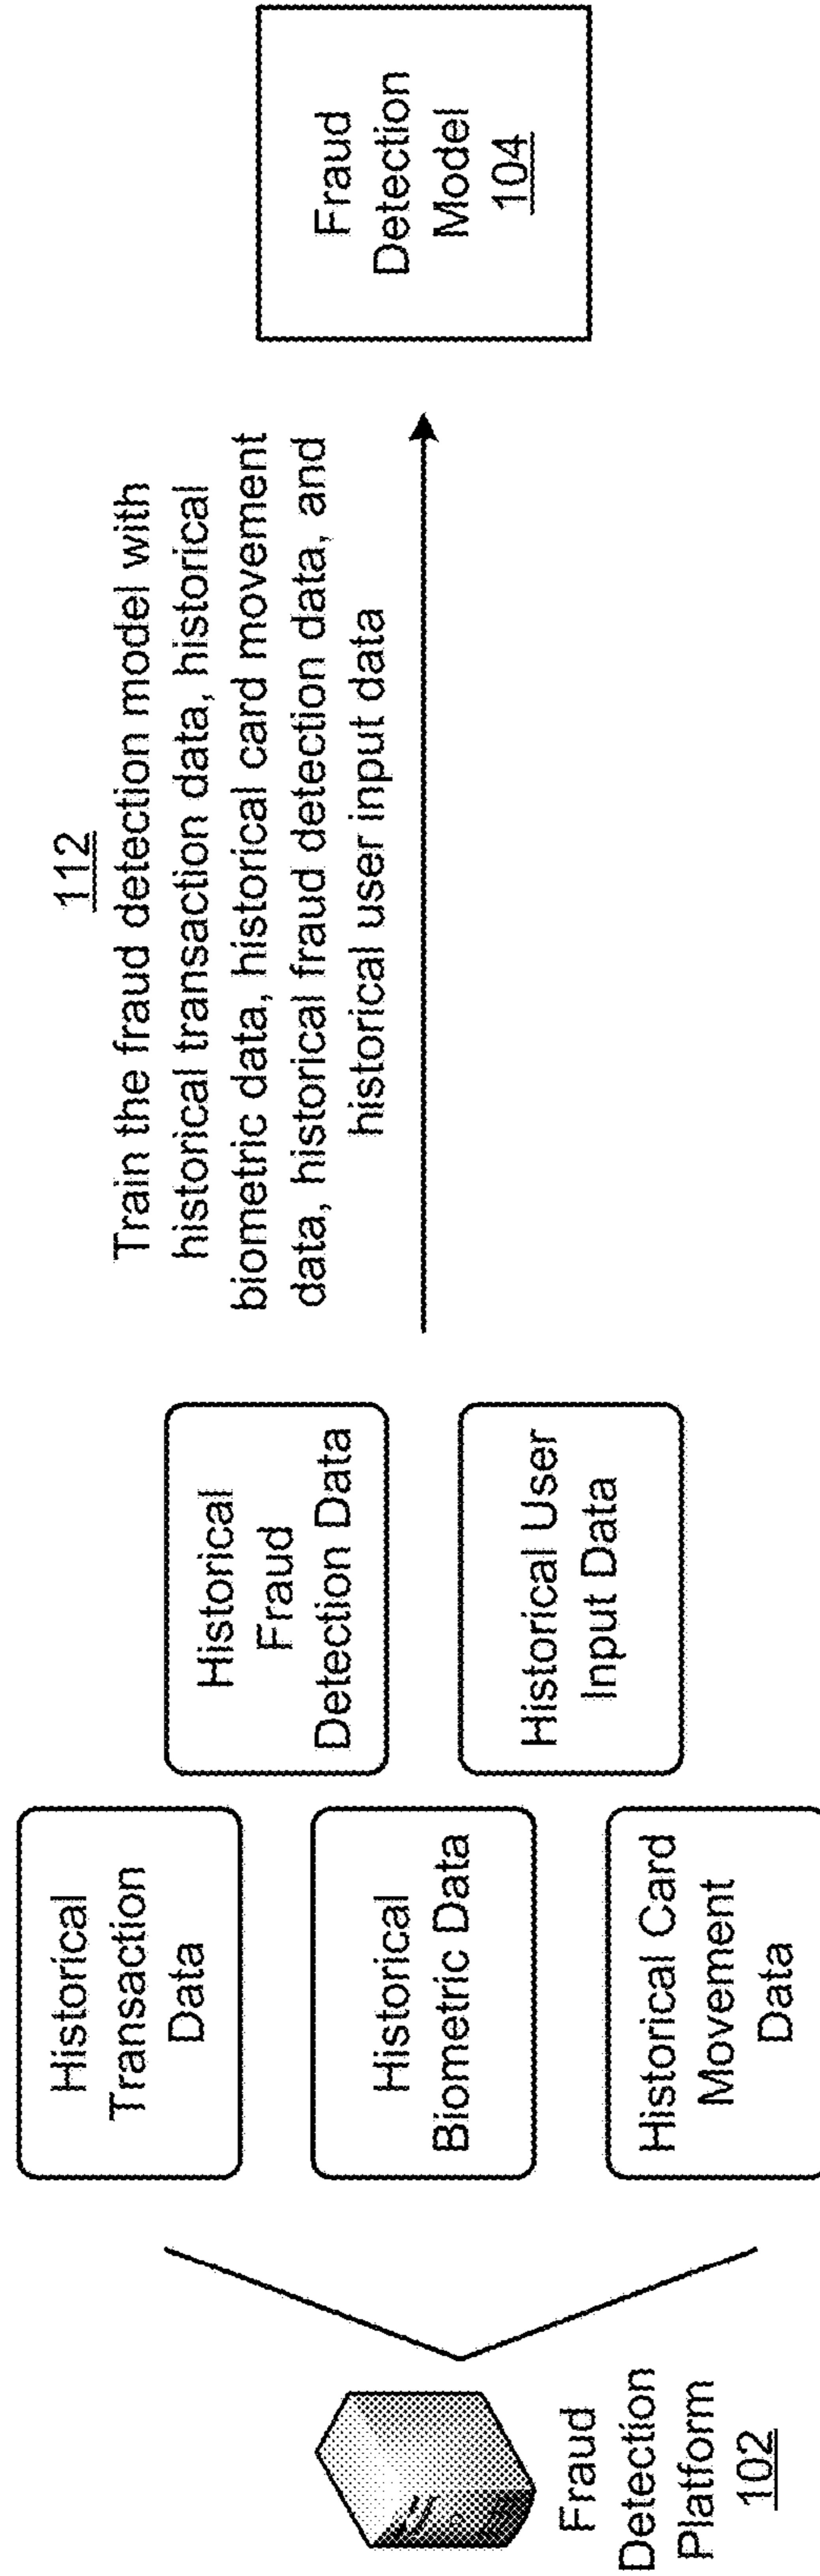 Fraud
Detection
Platform
102
Historical
Transaction
Data
Historical
Biometric Data
Historical Card
Movement
Data
Historical
Fraud
Detection Data
Historical User
Input Data
112
Train the fraud detection model with
historical transaction data, historical
biometric data, historical card movement
data, historical fraud detection data, and
historical user input data
Fraud
Detection
Model
104